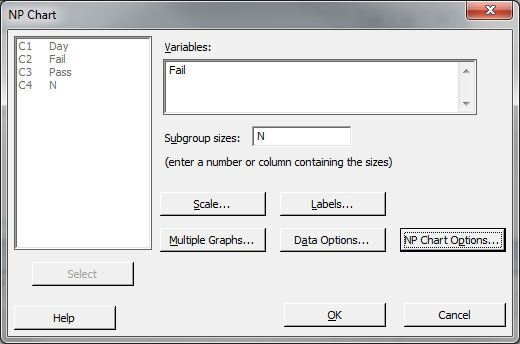 NP Chart
C1 Day
C2 Fail
C3 Pass
C4 N
Variables:
Fail
Subgroup sizes: N
(enter a number or column containing the sizes)
Scale... Labels...
Multiple Graphs... Data Options... NP Chart Options...
Select
Help OK Cancel